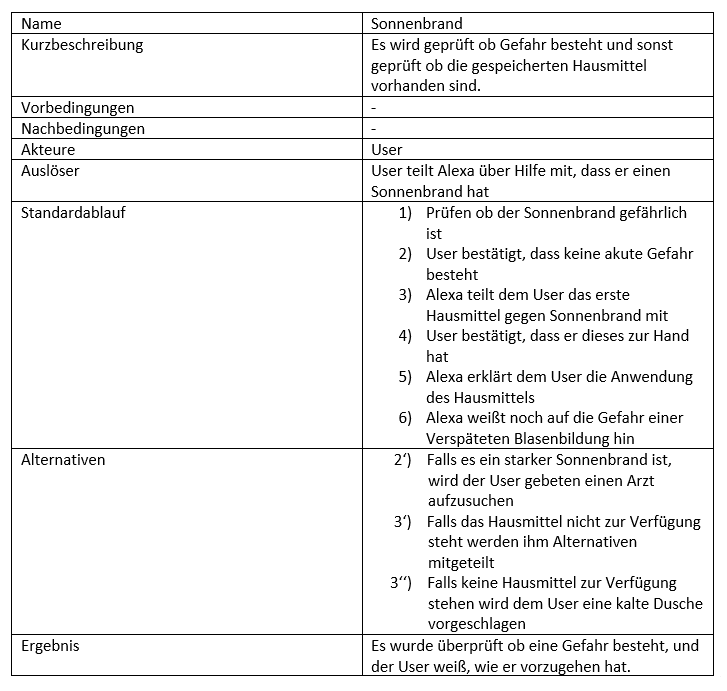 Name Sonnenbrand
Kurzbeschreibung Es wird geprüft ob Gefahr besteht und sonst
geprüft ob die gespeicherten Hausmittel
vorhanden sind.
Vorbedingungen -
Nachbedingungen -
Akteure User
Auslöser User teilt Alexa über Hilfe mit, dass er einen
Sonnenbrand hat
Standardablauf 1) Prüfen ob der Sonnenbrand gefährlich
ist
2) User bestätigt, dass keine akute Gefahr
besteht
3) Alexa teilt dem User das erste
Hausmittel gegen Sonnenbrand mit
4) User bestätigt, dass er dieses zur Hand
hat
5) Alexa erklärt dem User die Anwendung
des Hausmittels
6) Alexa weißt noch auf die Gefahr einer
Verspäteten Blasenbildung hin
Alternativen 2‘) Falls es ein starker Sonnenbrand ist,
wird der User gebeten einen Arzt
aufzusuchen
3‘) Falls das Hausmittel nicht zur Verfügung
steht werden ihm Alternativen
mitgeteilt
3‘‘) Falls keine Hausmittel zur Verfügung
stehen wird dem User eine kalte Dusche
vorgeschlagen
Ergebnis Es wurde überprüft ob eine Gefahr besteht, und
der User weiß, wie er vorzugehen hat.